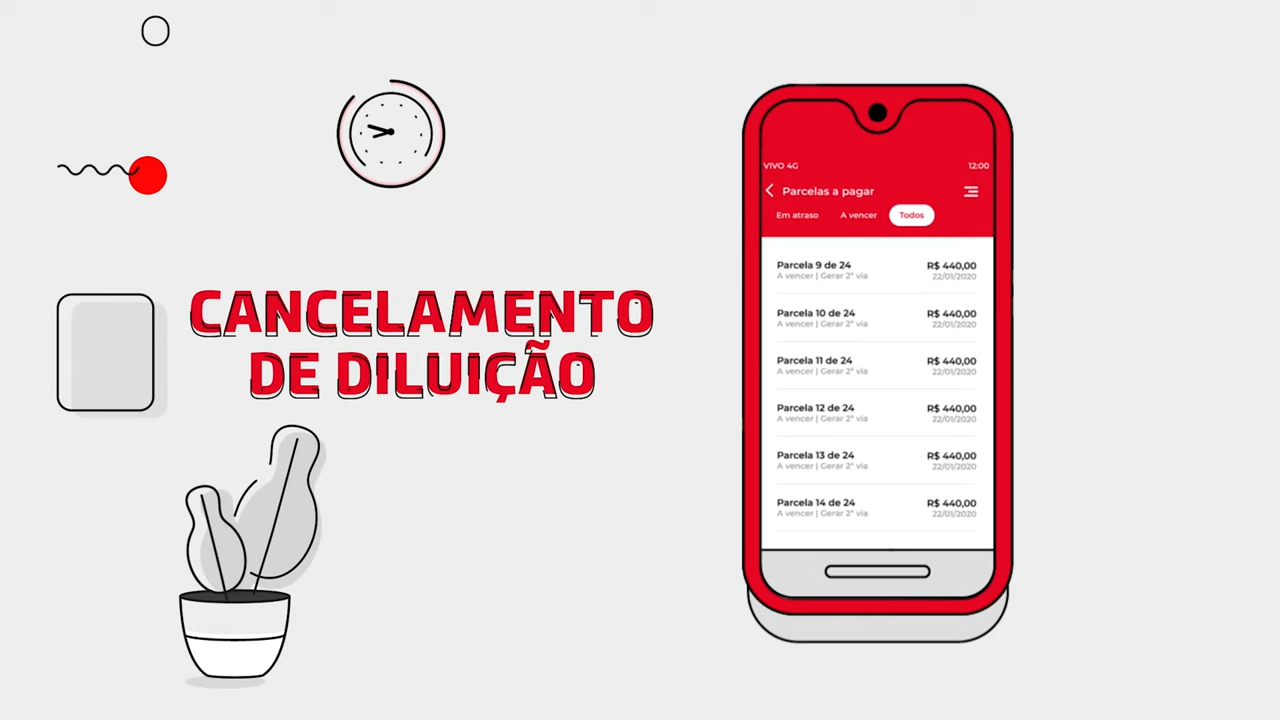 CANCELAMENTO
DE DILUIÇÃO
VIVO 4G 12:00
Parcelas a pagar
Em atraso A vencer Todos
Parcela 9 de 24 R$ 440,00
A vencer | Gerar 2ª via 22/01/2020
Parcela 10 de 24 R$ 440,00
A vencer | Gerar 2ª via 22/01/2020
Parcela 11 de 24 R$ 440,00
A vencer | Gerar 2ª via 22/01/2020
Parcela 12 de 24 R$ 440,00
A vencer | Gerar 2ª via 22/01/2020
Parcela 13 de 24 R$ 440,00
A vencer | Gerar 2ª via 22/01/2020
Parcela 14 de 24 R$ 440,00
A vencer | Gerar 2ª via 22/01/2020